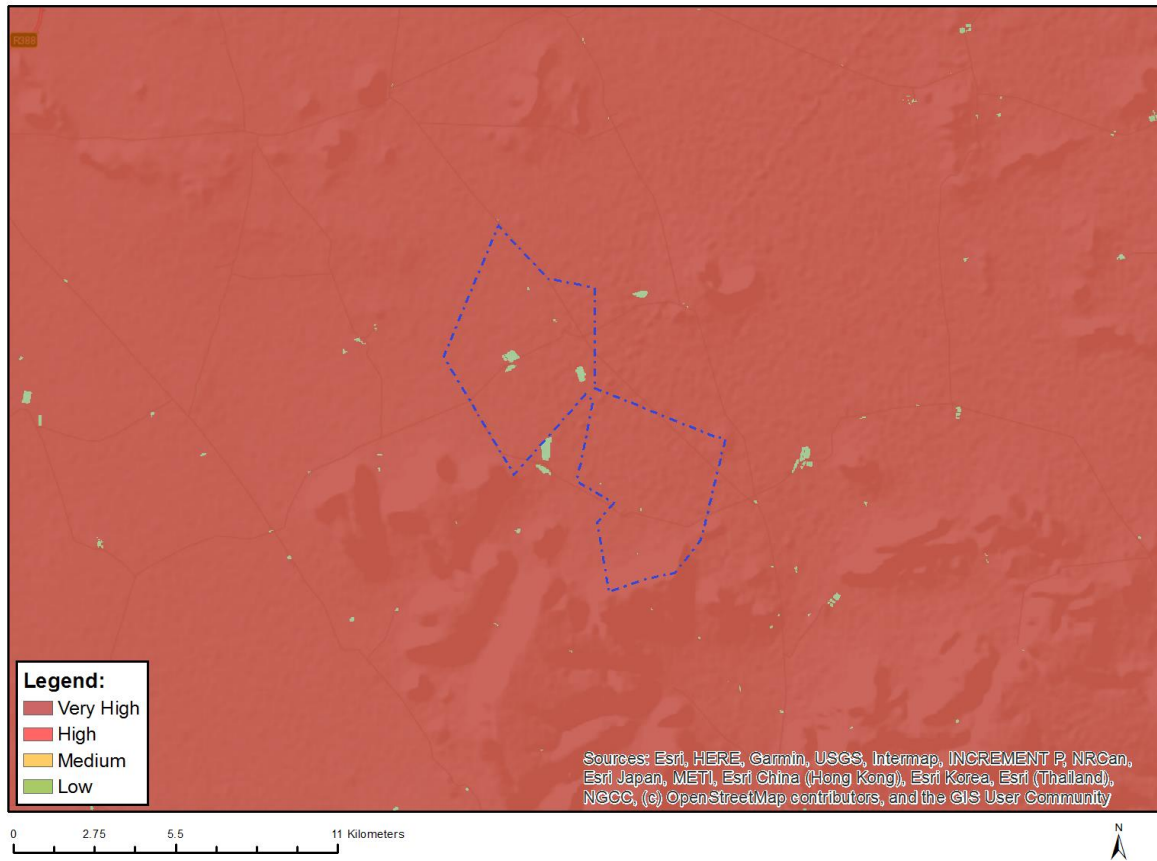 R388
Legend:
Very High
High
Medium
Low
Sources: Esri, HERE, Garmin, USGS, Intermap, INCREMENT P, NRCan,
Esri Japan, METI, Esri China (Hong Kong), Esri Korea, Esri (Thailand),
NGCC, (c) OpenStreetMap contributors, and the GIS User Community
0 2.75 5.5 11 Kilometers
N